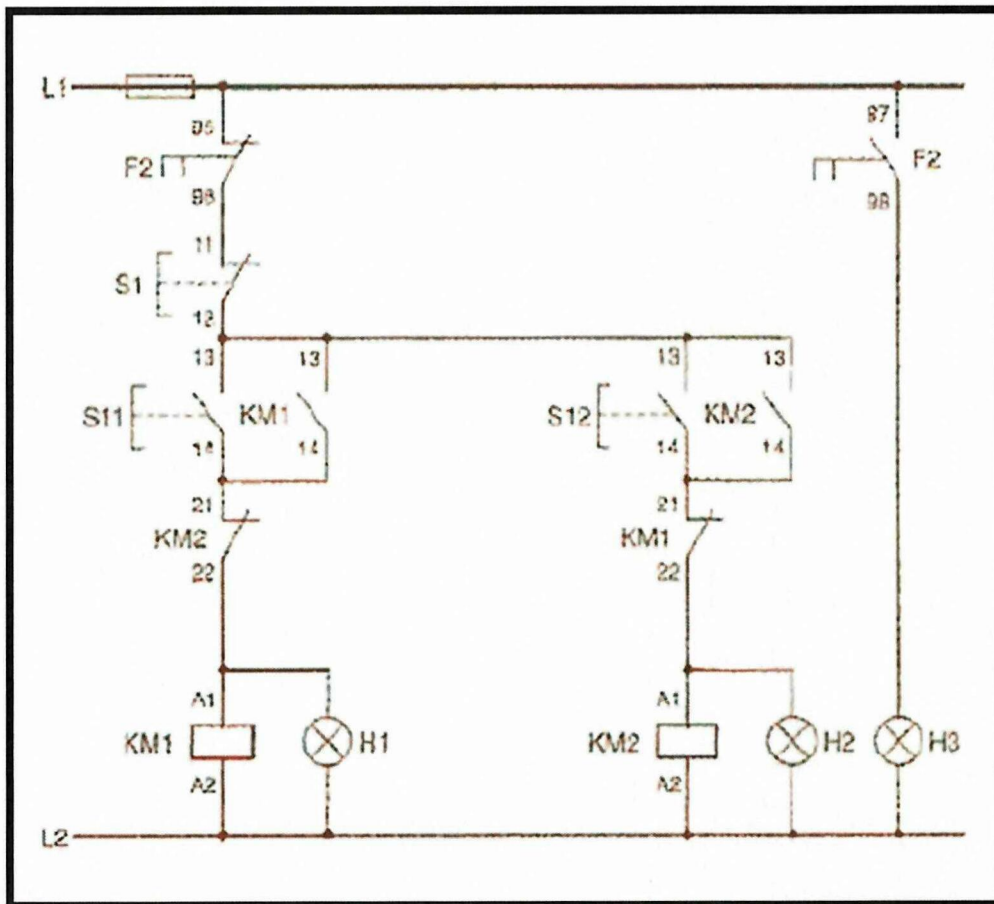 L1
95 97
F2 F2
96 98
11
S1
12
13 13 13 13
S11 KM1 S12 KM2
14 14 14 14
21 21
KM2 KM1
22 22
A1 A1
KM1 H1 KM2 H2 H3
A2 A2
L2